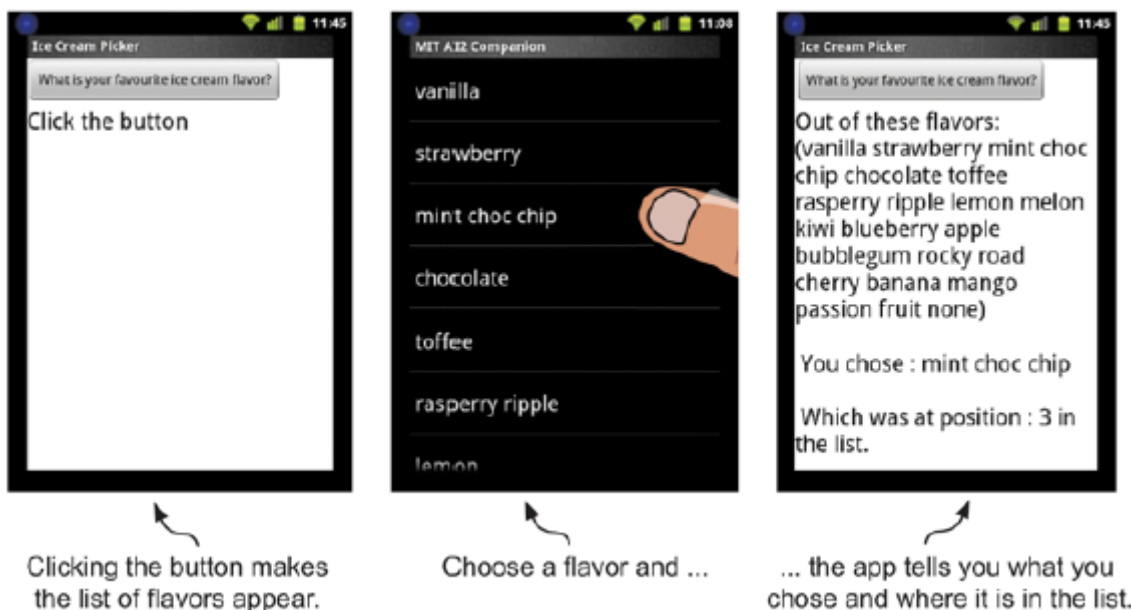 11:45
Ice Cream Picker
What is your favourite ice cream flavor?
Click the button
11:08
MIT AI2 Companion
vanilla
strawberry
mint choc chip
chocolate
toffee
rasperry ripple
lemon
11:45
Ice Cream Picker
What is your favourite ice cream flavor?
Out of these flavors:
(vanilla strawberry mint choc
chip chocolate toffee
rasperry ripple lemon melon
kiwi blueberry apple
bubblegum rocky road
cherry banana mango
passion fruit none)
You chose : mint choc chip
Which was at position : 3 in
the list.
Clicking the button makes
the list of flavors appear.
Choose a flavor and ...
... the app tells you what you
chose and where it is in the list.